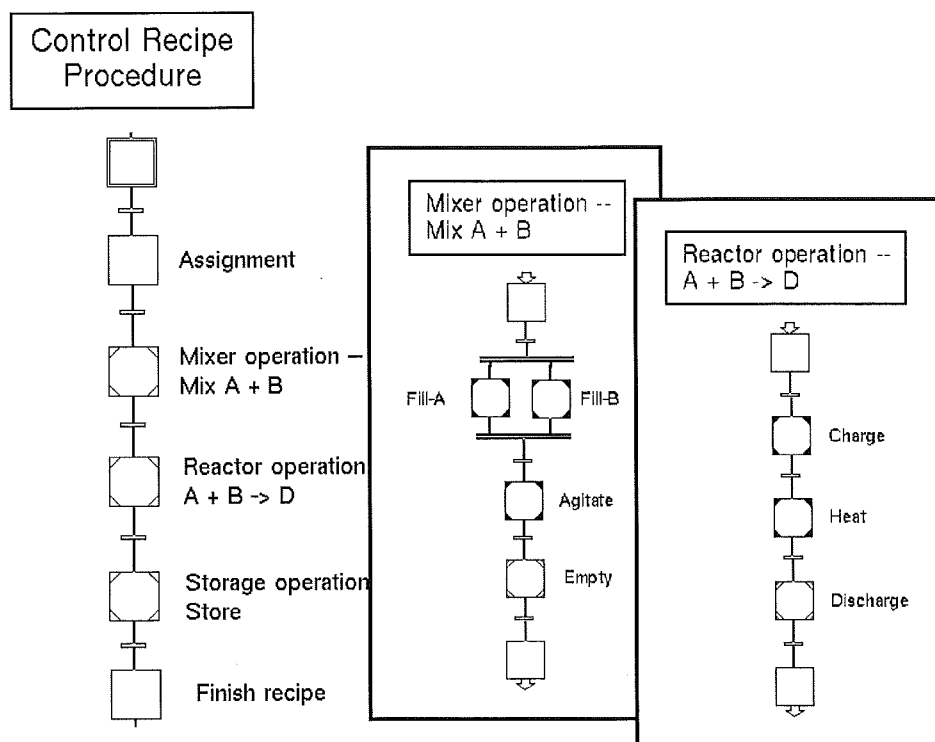 Control Recipe
Procedure
Assignment
Mixer operation –
Mix A + B
Reactor operation
A + B -> D
Storage operation
Store
Finish recipe
Mixer operation --
Mix A + B
Fill-A
Fill-B
Agitate
Empty
Reactor operation --
A + B -> D
Charge
Heat
Discharge